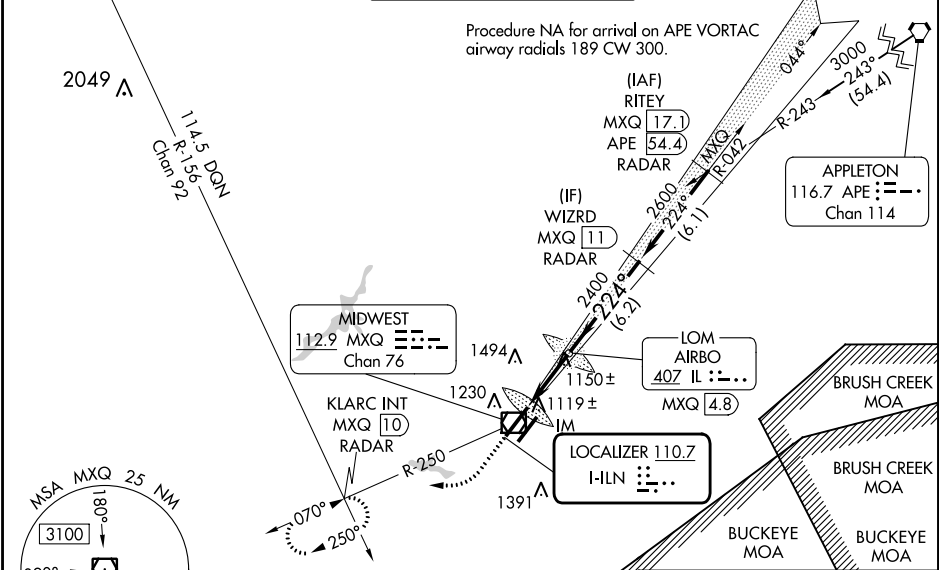 Procedure NA for arrival on APE VORTAC
airway radials 189 CW 300.
2049
114.5 DQN
R-156
Chan 92
(IAF)
RITEY
MXQ 17.1
APE 54.4
RADAR
044°
3000
243°
(54.4)
R-243
MXQ
R-042
APPLETON
116.7 APE
Chan 114
(IF)
WIZRD
MXQ 11
RADAR
2600
224°
(6.1)
2400
224°
(6.2)
MIDWEST
112.9 MXQ
Chan 76
1494
1150±
LOM
AIRBO
407 IL
MXQ 4.8
1230
1119±
IM
KLARC INT
MXQ 10
RADAR
R-250
LOCALIZER 110.7
I-ILN
1391
070°
250°
BRUSH CREEK
MOA
BRUSH CREEK
MOA
BUCKEYE
MOA
BUCKEYE
MOA
MSA MXQ 25 NM
180°
3100